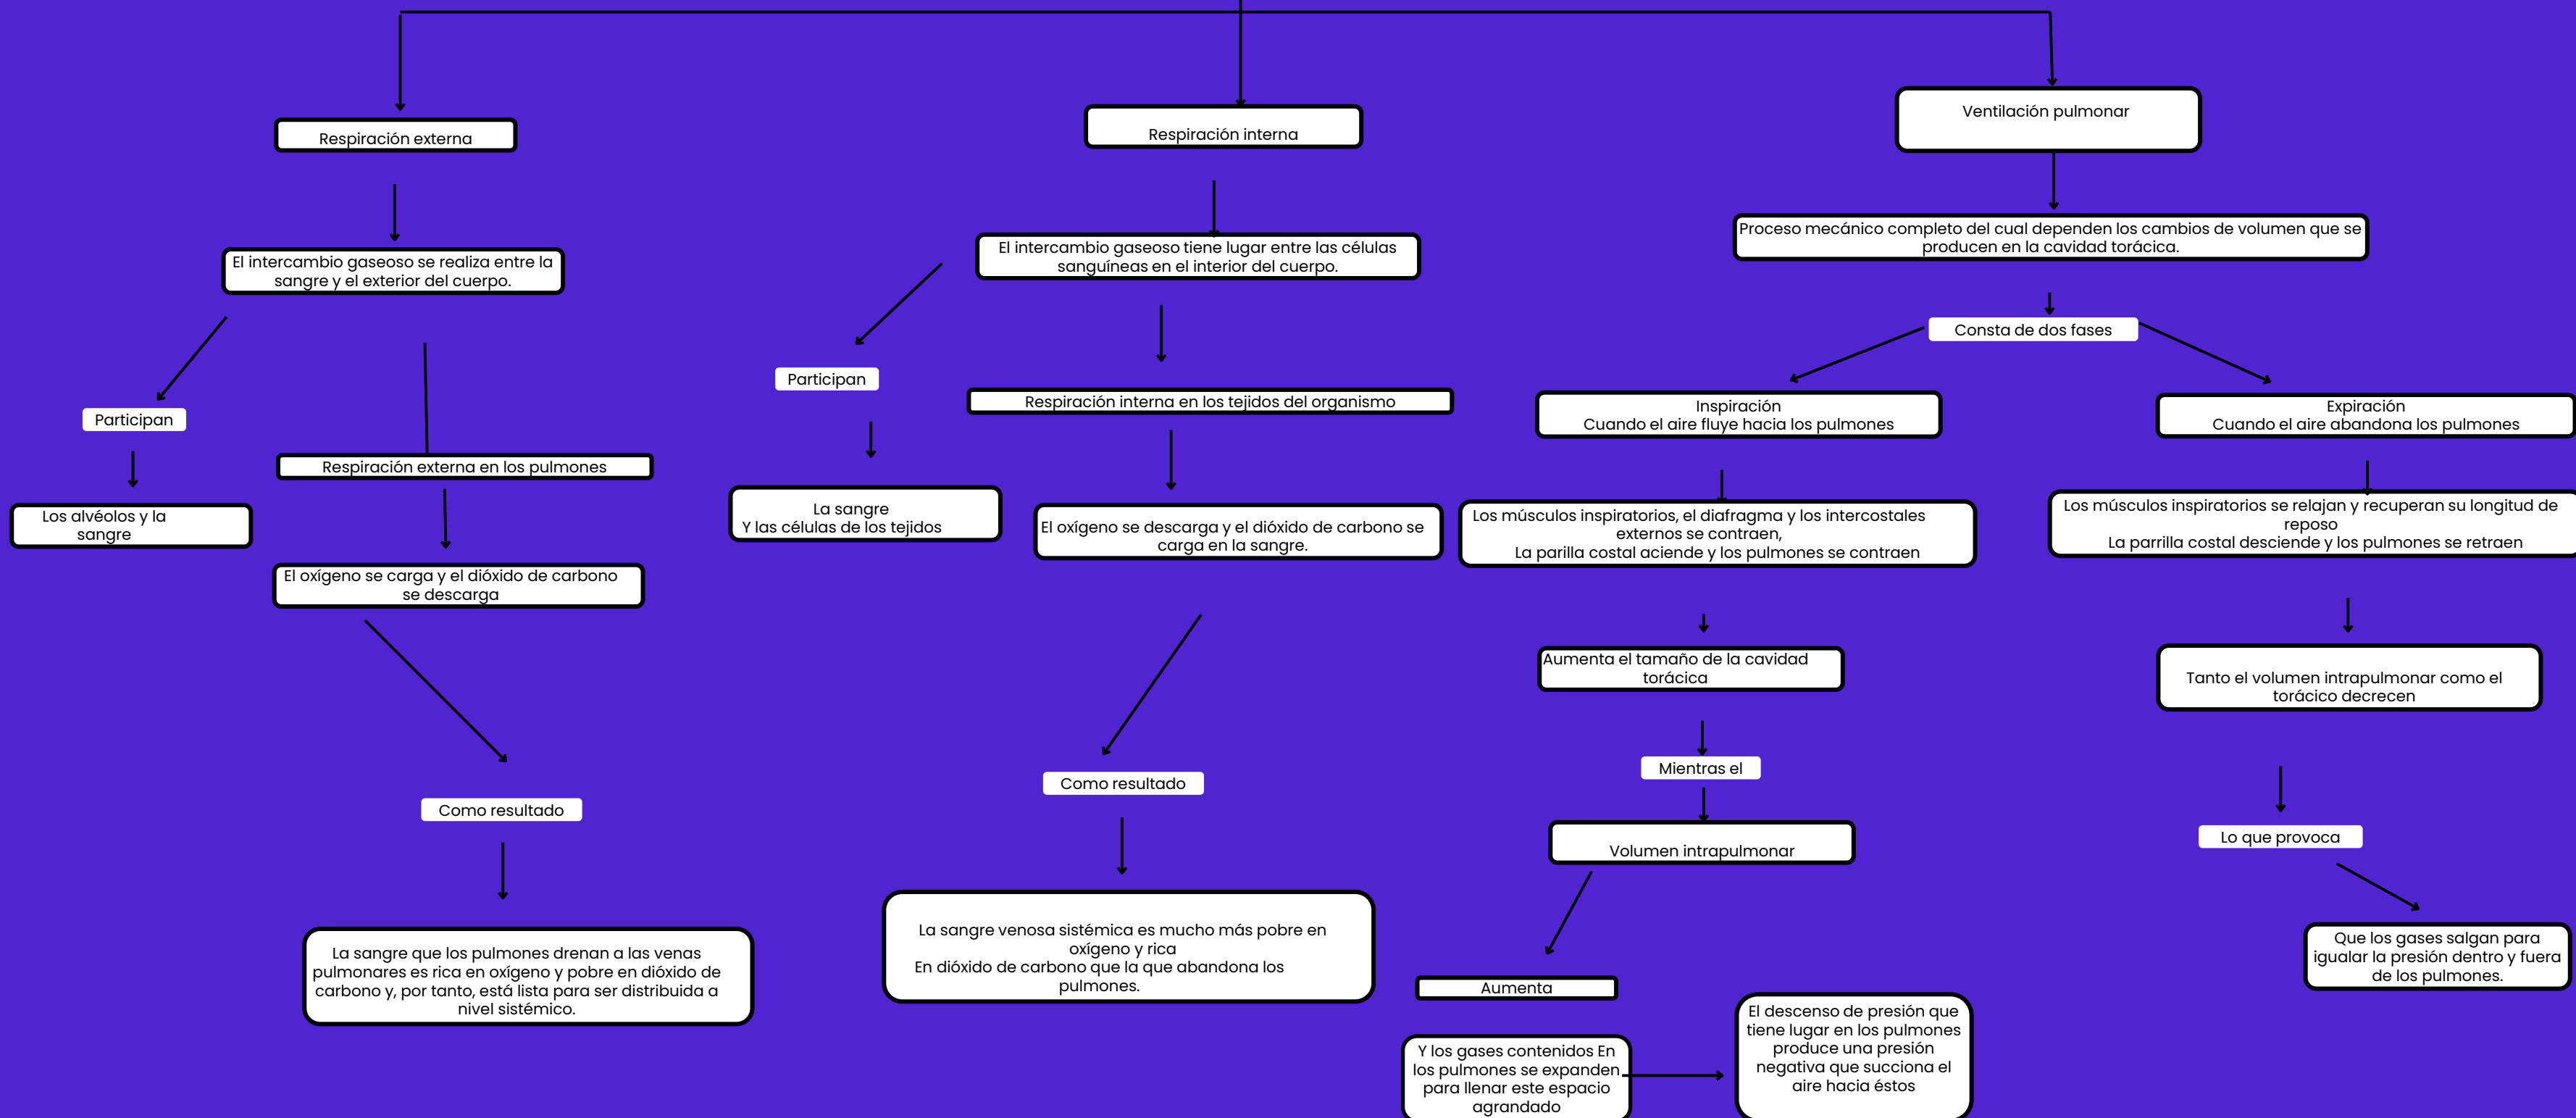 Respiración externa
El intercambio gaseoso se realiza entre la
sangre y el exterior del cuerpo.
Participan
Los alvéolos y la
sangre
Respiración externa en los pulmones
El oxígeno se carga y el dióxido de carbono
se descarga
Como resultado
La sangre que los pulmones drenan a las venas
pulmonares es rica en oxígeno y pobre en dióxido de
carbono y, por tanto, está lista para ser distribuida a
nivel sistémico.
Respiración interna
El intercambio gaseoso tiene lugar entre las células
sanguíneas en el interior del cuerpo.
Participan
La sangre
Y las células de los tejidos
Respiración interna en los tejidos del organismo
El oxígeno se descarga y el dióxido de carbono se
carga en la sangre.
Como resultado
La sangre venosa sistémica es mucho más pobre en
oxígeno y rica
En dióxido de carbono que la que abandona los
pulmones.
Ventilación pulmonar
Proceso mecánico completo del cual dependen los cambios de volumen que se
producen en la cavidad torácica.
Consta de dos fases
Inspiración
Cuando el aire fluye hacia los pulmones
Los músculos inspiratorios, el diafragma y los intercostales
externos se contraen,
La parilla costal aciende y los pulmones se contraen
Aumenta el tamaño de la cavidad
torácica
Mientras el
Volumen intrapulmonar
Aumenta
Y los gases contenidos En
los pulmones se expanden
para llenar este espacio
agrandado
El descenso de presión que
tiene lugar en los pulmones
produce una presión
negativa que succiona el
aire hacia éstos
Expiración
Cuando el aire abandona los pulmones
Los músculos inspiratorios se relajan y recuperan su longitud de
reposo
La parrilla costal desciende y los pulmones se retraen
Tanto el volumen intrapulmonar como el
torácico decrecen
Lo que provoca
Que los gases salgan para
igualar la presión dentro y fuera
de los pulmones.